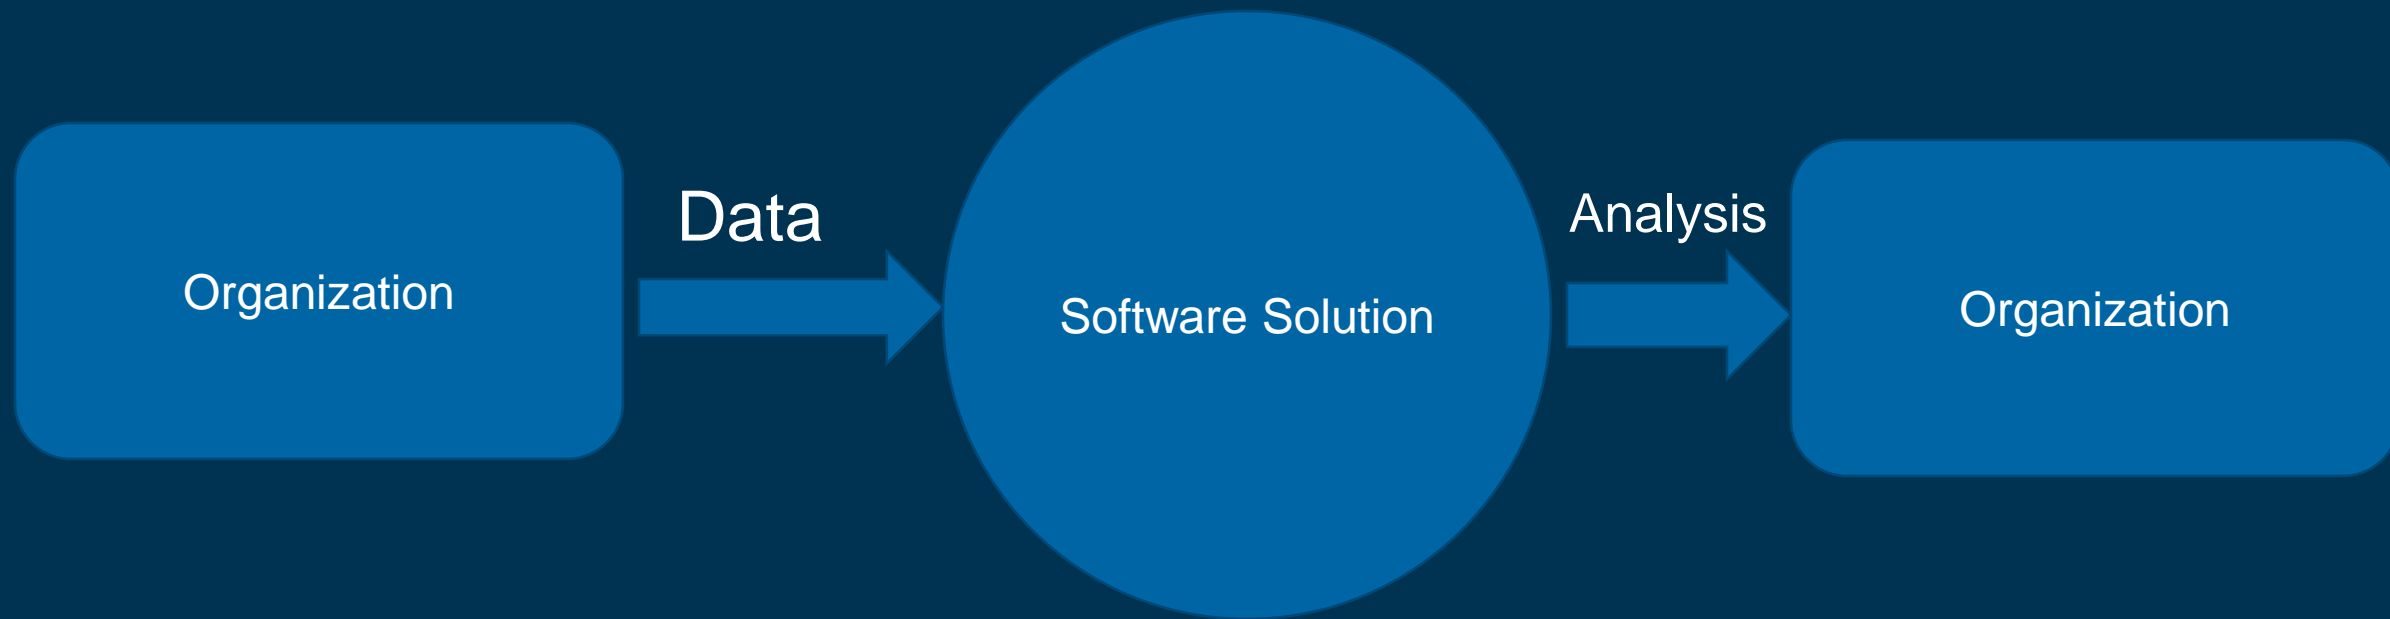 Organization
Data
Software Solution
Analysis
Organization